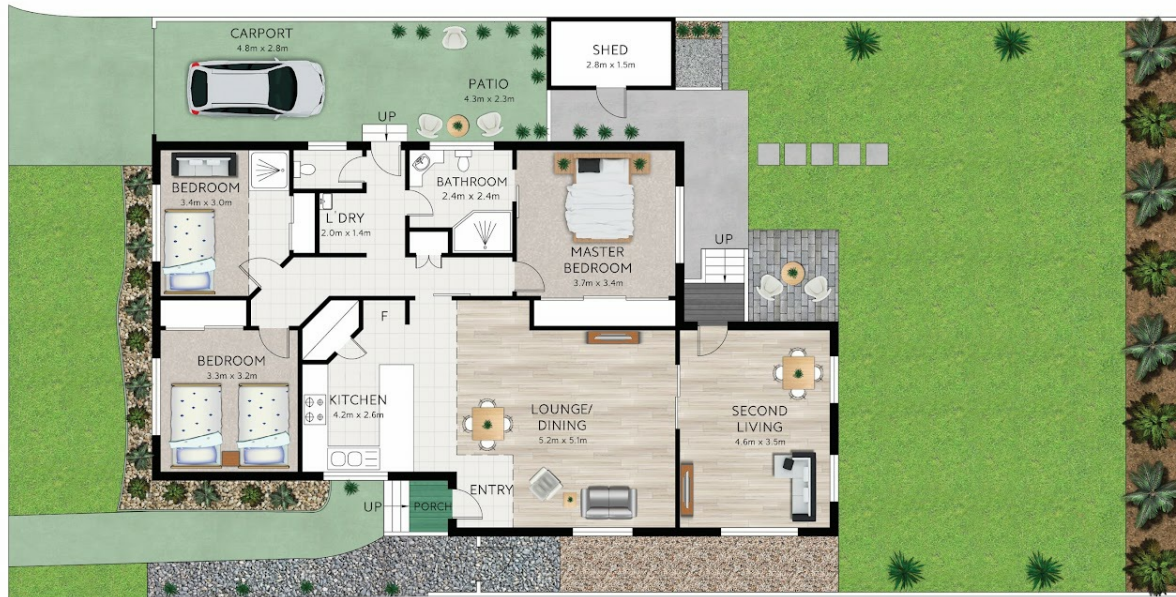 CARPORT
4.8m x 2.8m
SHED
2.8m x 1.5m
PATIO
4.3m x 2.3m
UP
BEDROOM
3.4m x 3.0m
BATHROOM
2.4m x 2.4m
L'DRY
2.0m x 1.4m
MASTER
BEDROOM
3.7m x 3.4m
UP
F
BEDROOM
3.3m x 3.2m
KITCHEN
4.2m x 2.6m
LOUNGE/
DINING
5.2m x 5.1m
SECOND
LIVING
4.6m x 3.5m
ENTRY
UP
PORCH